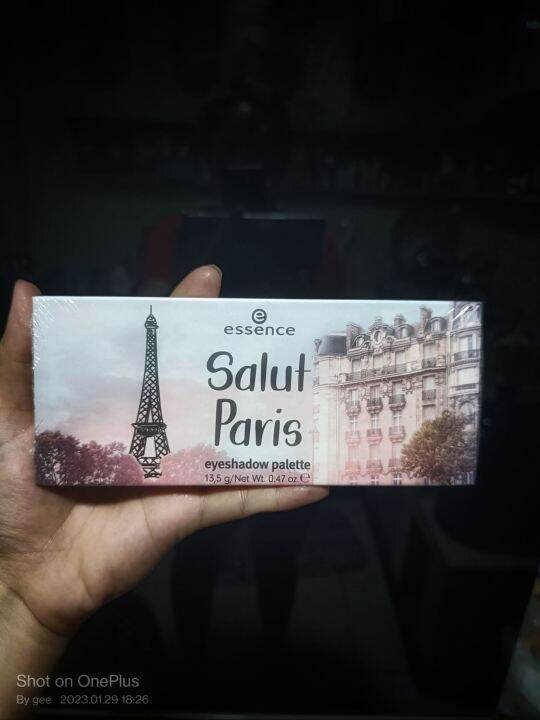 e
essence
Salut
Paris
eyeshadow palette
13,5 g/Net Wt. 0.47 oz. ℮
Shot on OnePlus
By gee 2023.01.29 18:26